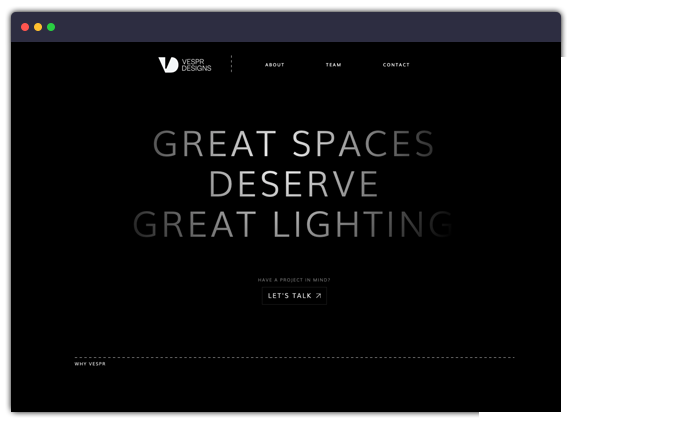 VESPR
DESIGNS
ABOUT
TEAM
CONTACT
GREAT SPACES
DESERVE
GREAT LIGHTING
HAVE A PROJECT IN MIND?
LET'S TALK
WHY VESPR